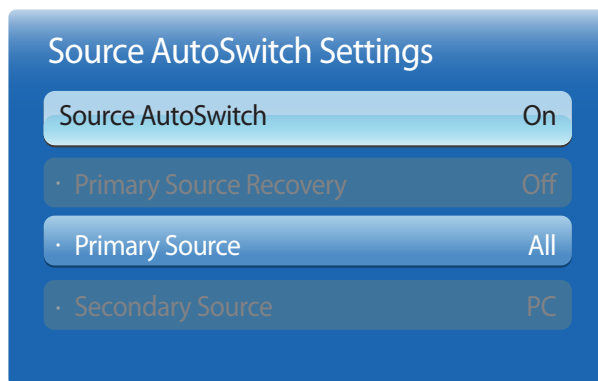 Source AutoSwitch Settings
Source AutoSwitch On
· Primary Source Recovery Off
· Primary Source All
· Secondary Source PC